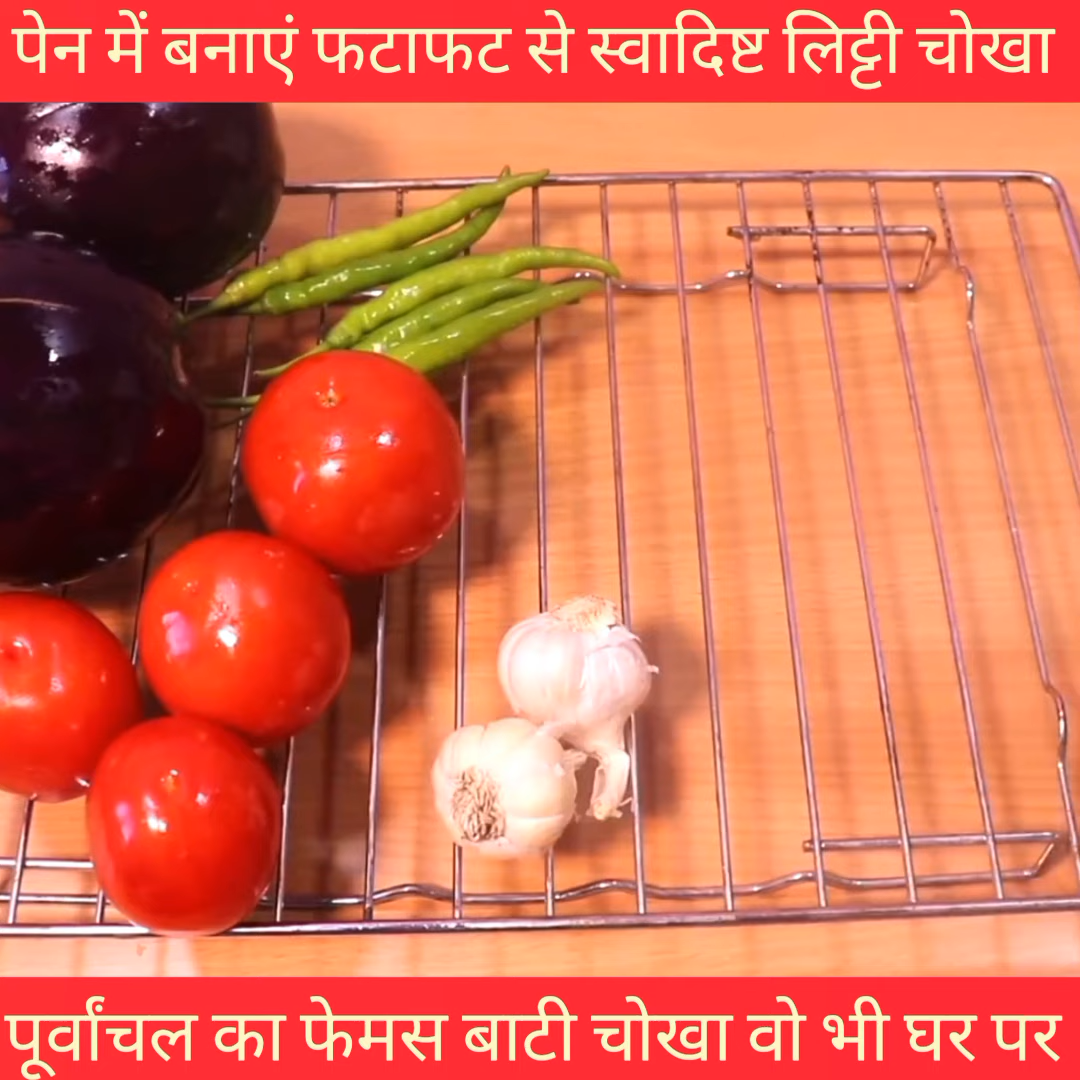 पेन में बनाएं फटाफट से स्वादिष्ट लिट्टी चोखा
पूर्वांचल का फेमस बाटी चोखा वो भी घर पर